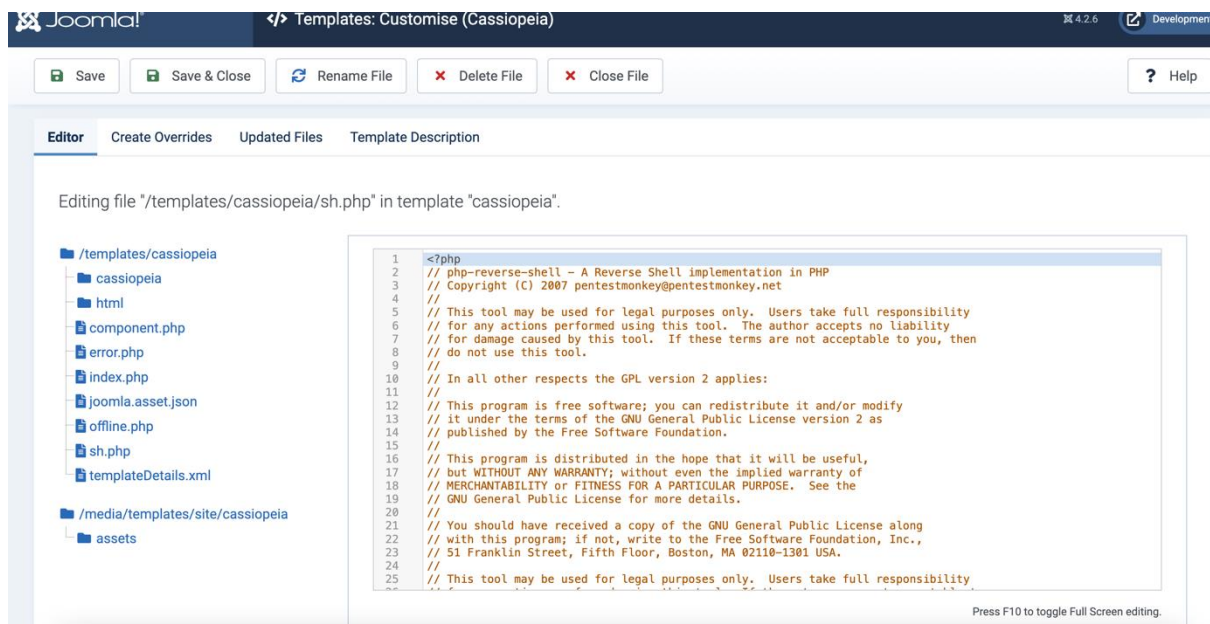 Joomla!®
</> Templates: Customise (Cassiopeia)
4.2.6
Development
Save
Save & Close
Rename File
Delete File
Close File
? Help
Editor
Create Overrides
Updated Files
Template Description
Editing file "/templates/cassiopeia/sh.php" in template "cassiopeia".
/templates/cassiopeia
cassiopeia
html
component.php
error.php
index.php
joomla.asset.json
offline.php
sh.php
templateDetails.xml
/media/templates/site/cassiopeia
assets
1 <?php
2 // php-reverse-shell - A Reverse Shell implementation in PHP
3 // Copyright (C) 2007 pentestmonkey@pentestmonkey.net
4 //
5 // This tool may be used for legal purposes only.  Users take full responsibility
6 // for any actions performed using this tool.  The author accepts no liability
7 // for damage caused by this tool.  If these terms are not acceptable to you, then
8 // do not use this tool.
9 //
10 // In all other respects the GPL version 2 applies:
11 //
12 // This program is free software; you can redistribute it and/or modify
13 // it under the terms of the GNU General Public License version 2 as
14 // published by the Free Software Foundation.
15 //
16 // This program is distributed in the hope that it will be useful,
17 // but WITHOUT ANY WARRANTY; without even the implied warranty of
18 // MERCHANTABILITY or FITNESS FOR A PARTICULAR PURPOSE.  See the
19 // GNU General Public License for more details.
20 //
21 // You should have received a copy of the GNU General Public License along
22 // with this program; if not, write to the Free Software Foundation, Inc.,
23 // 51 Franklin Street, Fifth Floor, Boston, MA 02110-1301 USA.
24 //
25 // This tool may be used for legal purposes only.  Users take full responsibility
Press F10 to toggle Full Screen editing.